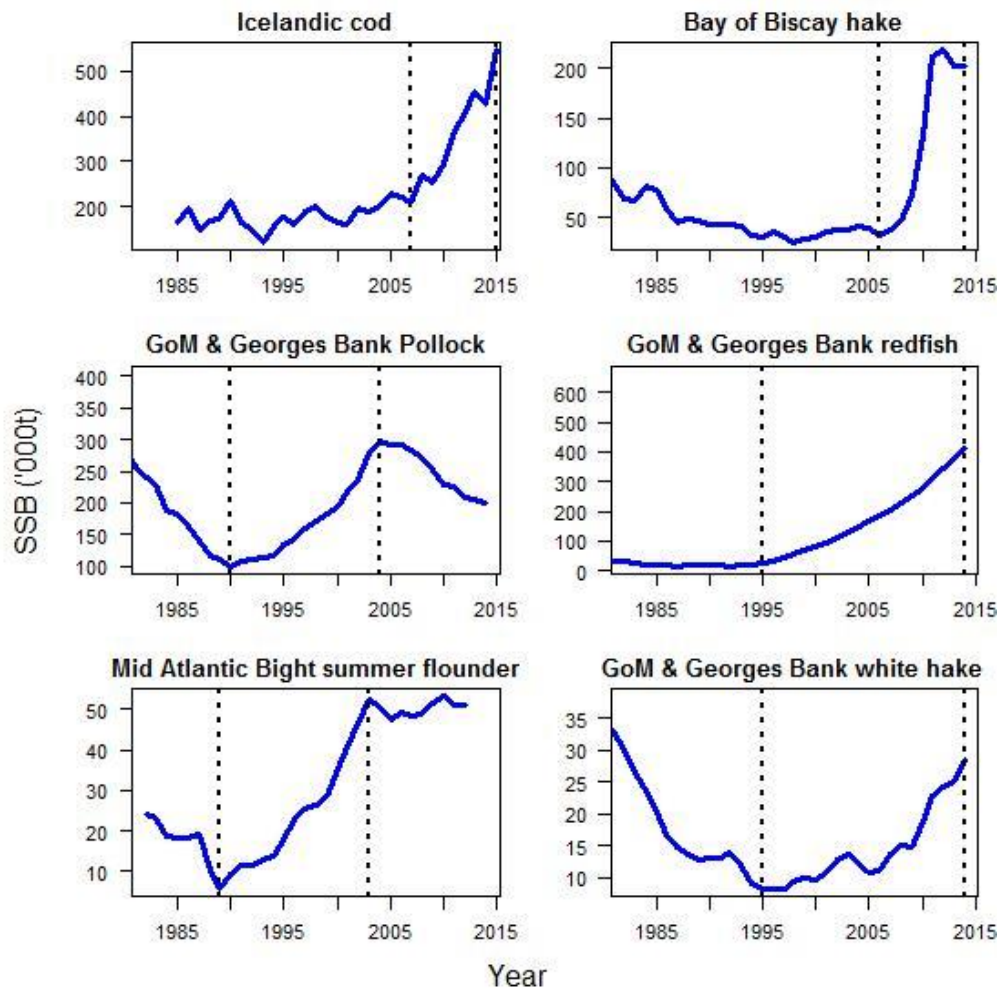 Icelandic cod
500
400
300
200
1985 1995 2005 2015
Bay of Biscay hake
200
150
100
50
1985 1995 2005 2015
GoM & Georges Bank Pollock
400
350
300
250
200
150
100
1985 1995 2005 2015
GoM & Georges Bank redfish
600
500
400
300
200
100
0
1985 1995 2005 2015
Mid Atlantic Bight summer flounder
50
40
30
20
10
1985 1995 2005 2015
GoM & Georges Bank white hake
35
30
25
20
15
10
1985 1995 2005 2015
SSB ('000t)
Year